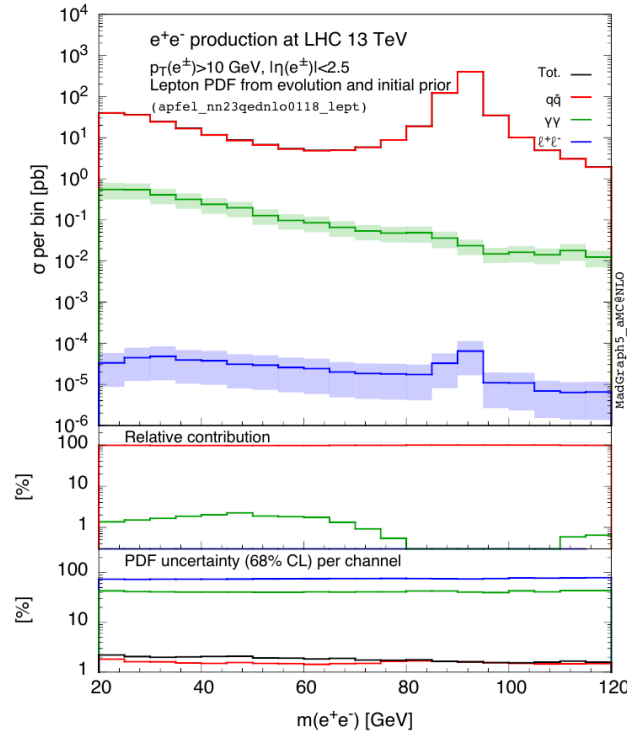 e⁺e⁻ production at LHC 13 TeV
p_T(e^±)>10 GeV, |η(e^±)|<2.5
Lepton PDF from evolution and initial prior
(apfel_nn23qednlo0118_lept)
Tot.
qq̄
γγ
ℓ⁺ℓ⁻
σ per bin [pb]
10⁴
10³
10²
10¹
10⁰
10⁻¹
10⁻²
10⁻³
10⁻⁴
10⁻⁵
10⁻⁶
MadGraph5_aMC@NLO
Relative contribution
[%]
100
10
1
PDF uncertainty (68% CL) per channel
[%]
100
10
1
20 40 60 80 100 120
m(e⁺e⁻) [GeV]